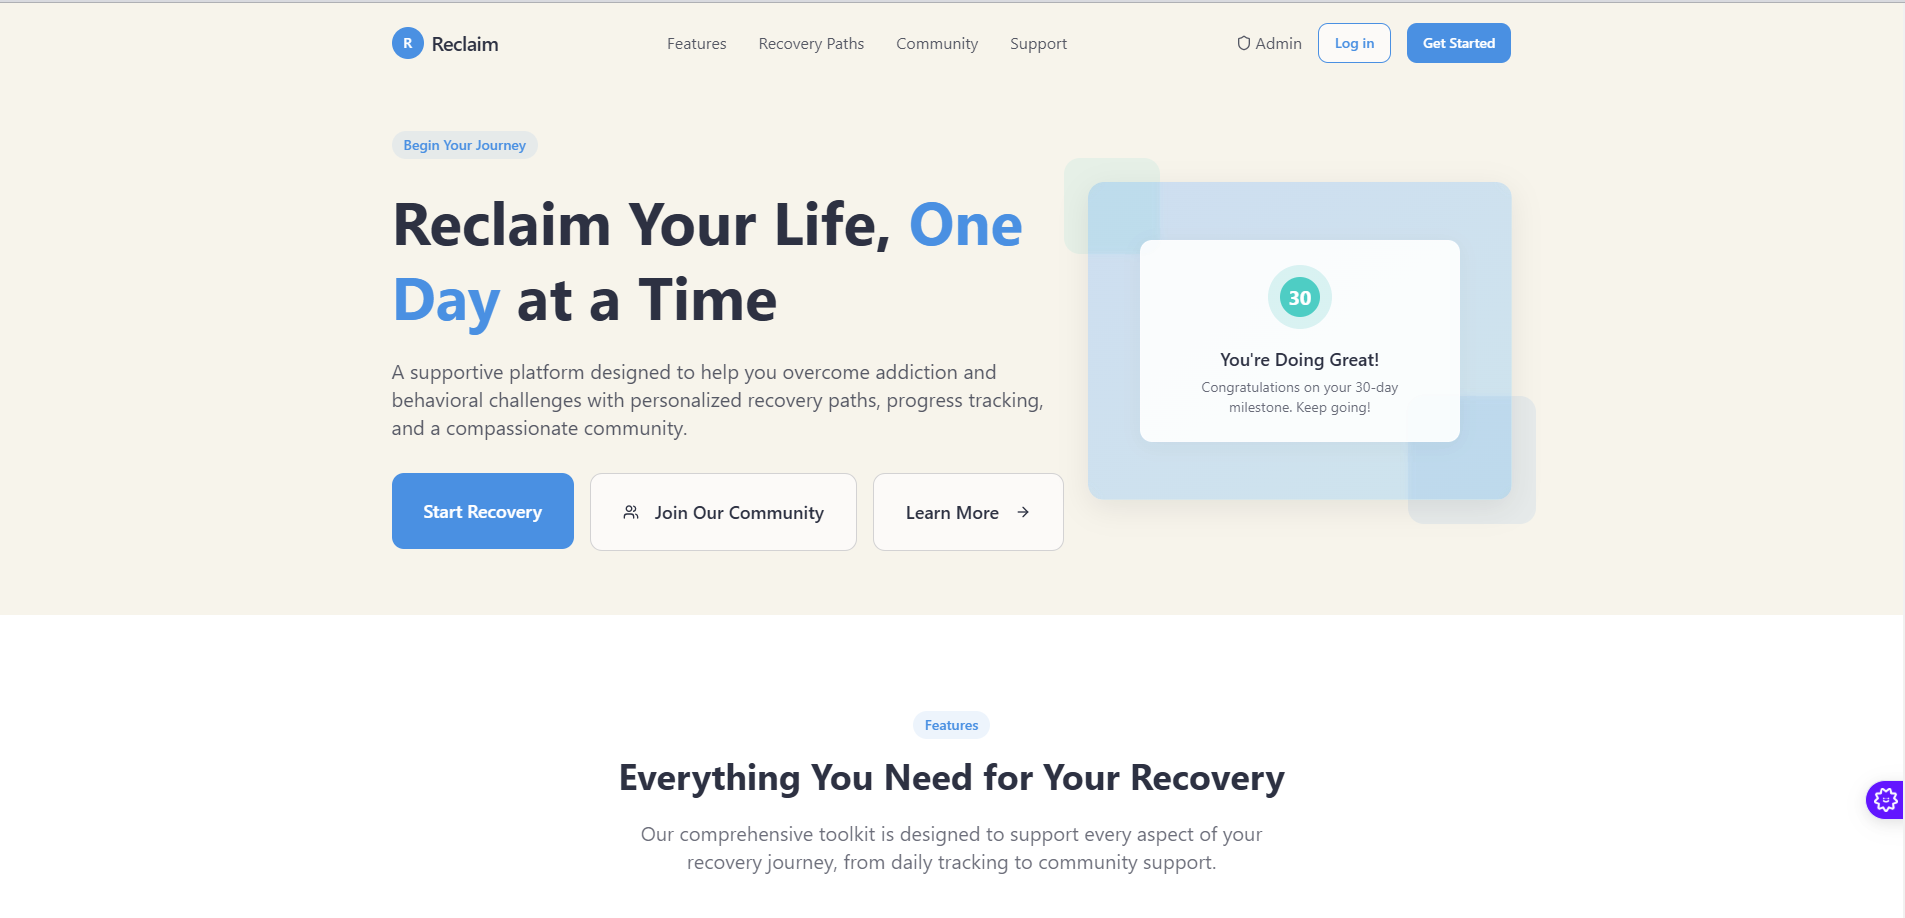 R Reclaim
Features
Recovery Paths
Community
Support
Admin
Log in
Get Started
Begin Your Journey
Reclaim Your Life, One
Day at a Time
A supportive platform designed to help you overcome addiction and
behavioral challenges with personalized recovery paths, progress tracking,
and a compassionate community.
Start Recovery
Join Our Community
Learn More
30
You're Doing Great!
Congratulations on your 30-day
milestone. Keep going!
Features
Everything You Need for Your Recovery
Our comprehensive toolkit is designed to support every aspect of your
recovery journey, from daily tracking to community support.